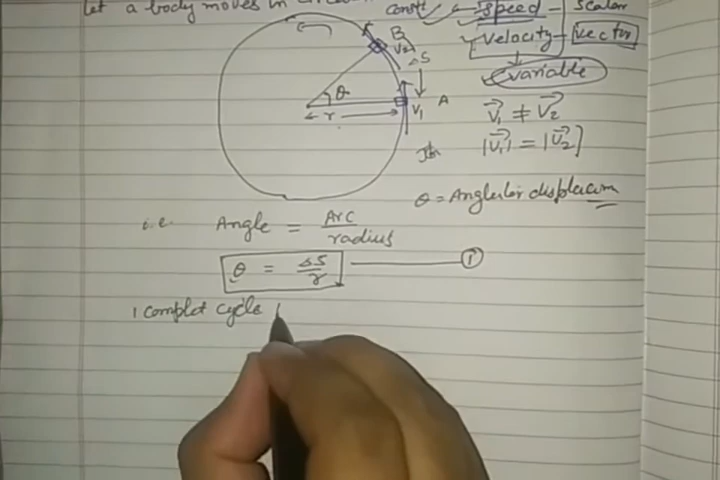 Let a body moves in
const speed - scalar
velocity - vector
variable
B
V2
ΔS
θ
r
V1
A
V⃗1 ≠ V⃗2
|V⃗1| = |V⃗2|
θ = Anglular displacem
i.e. Angle = Arc / radius
θ = ΔS / r ——— ①
1 complet cycle